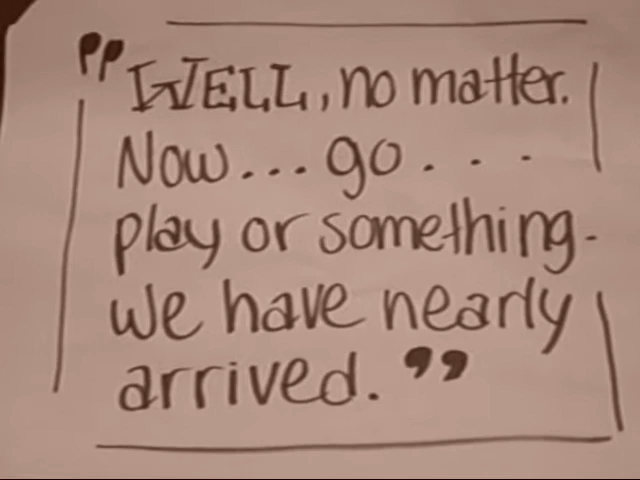 "WELL, no matter.
Now... go...
play or something-
we have nearly
arrived."